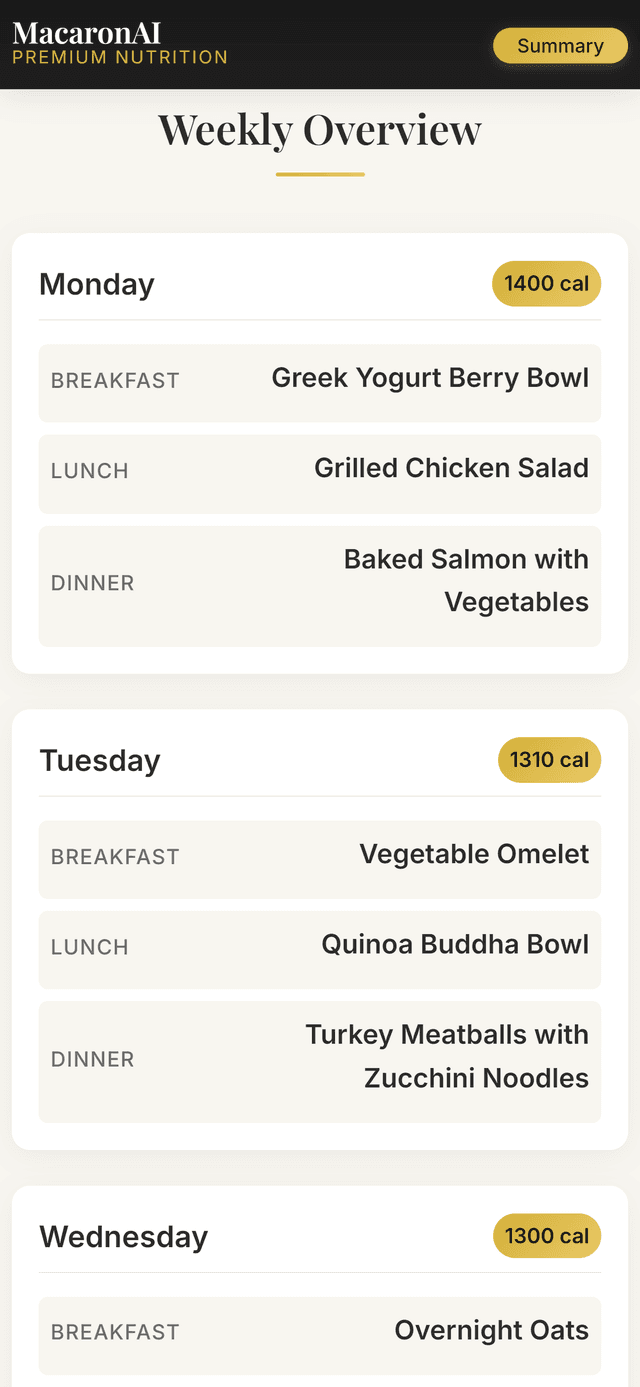 MacaronAI
PREMIUM NUTRITION
Summary
Weekly Overview
Monday
1400 cal
BREAKFAST
Greek Yogurt Berry Bowl
LUNCH
Grilled Chicken Salad
DINNER
Baked Salmon with
Vegetables
Tuesday
1310 cal
BREAKFAST
Vegetable Omelet
LUNCH
Quinoa Buddha Bowl
DINNER
Turkey Meatballs with
Zucchini Noodles
Wednesday
1300 cal
BREAKFAST
Overnight Oats